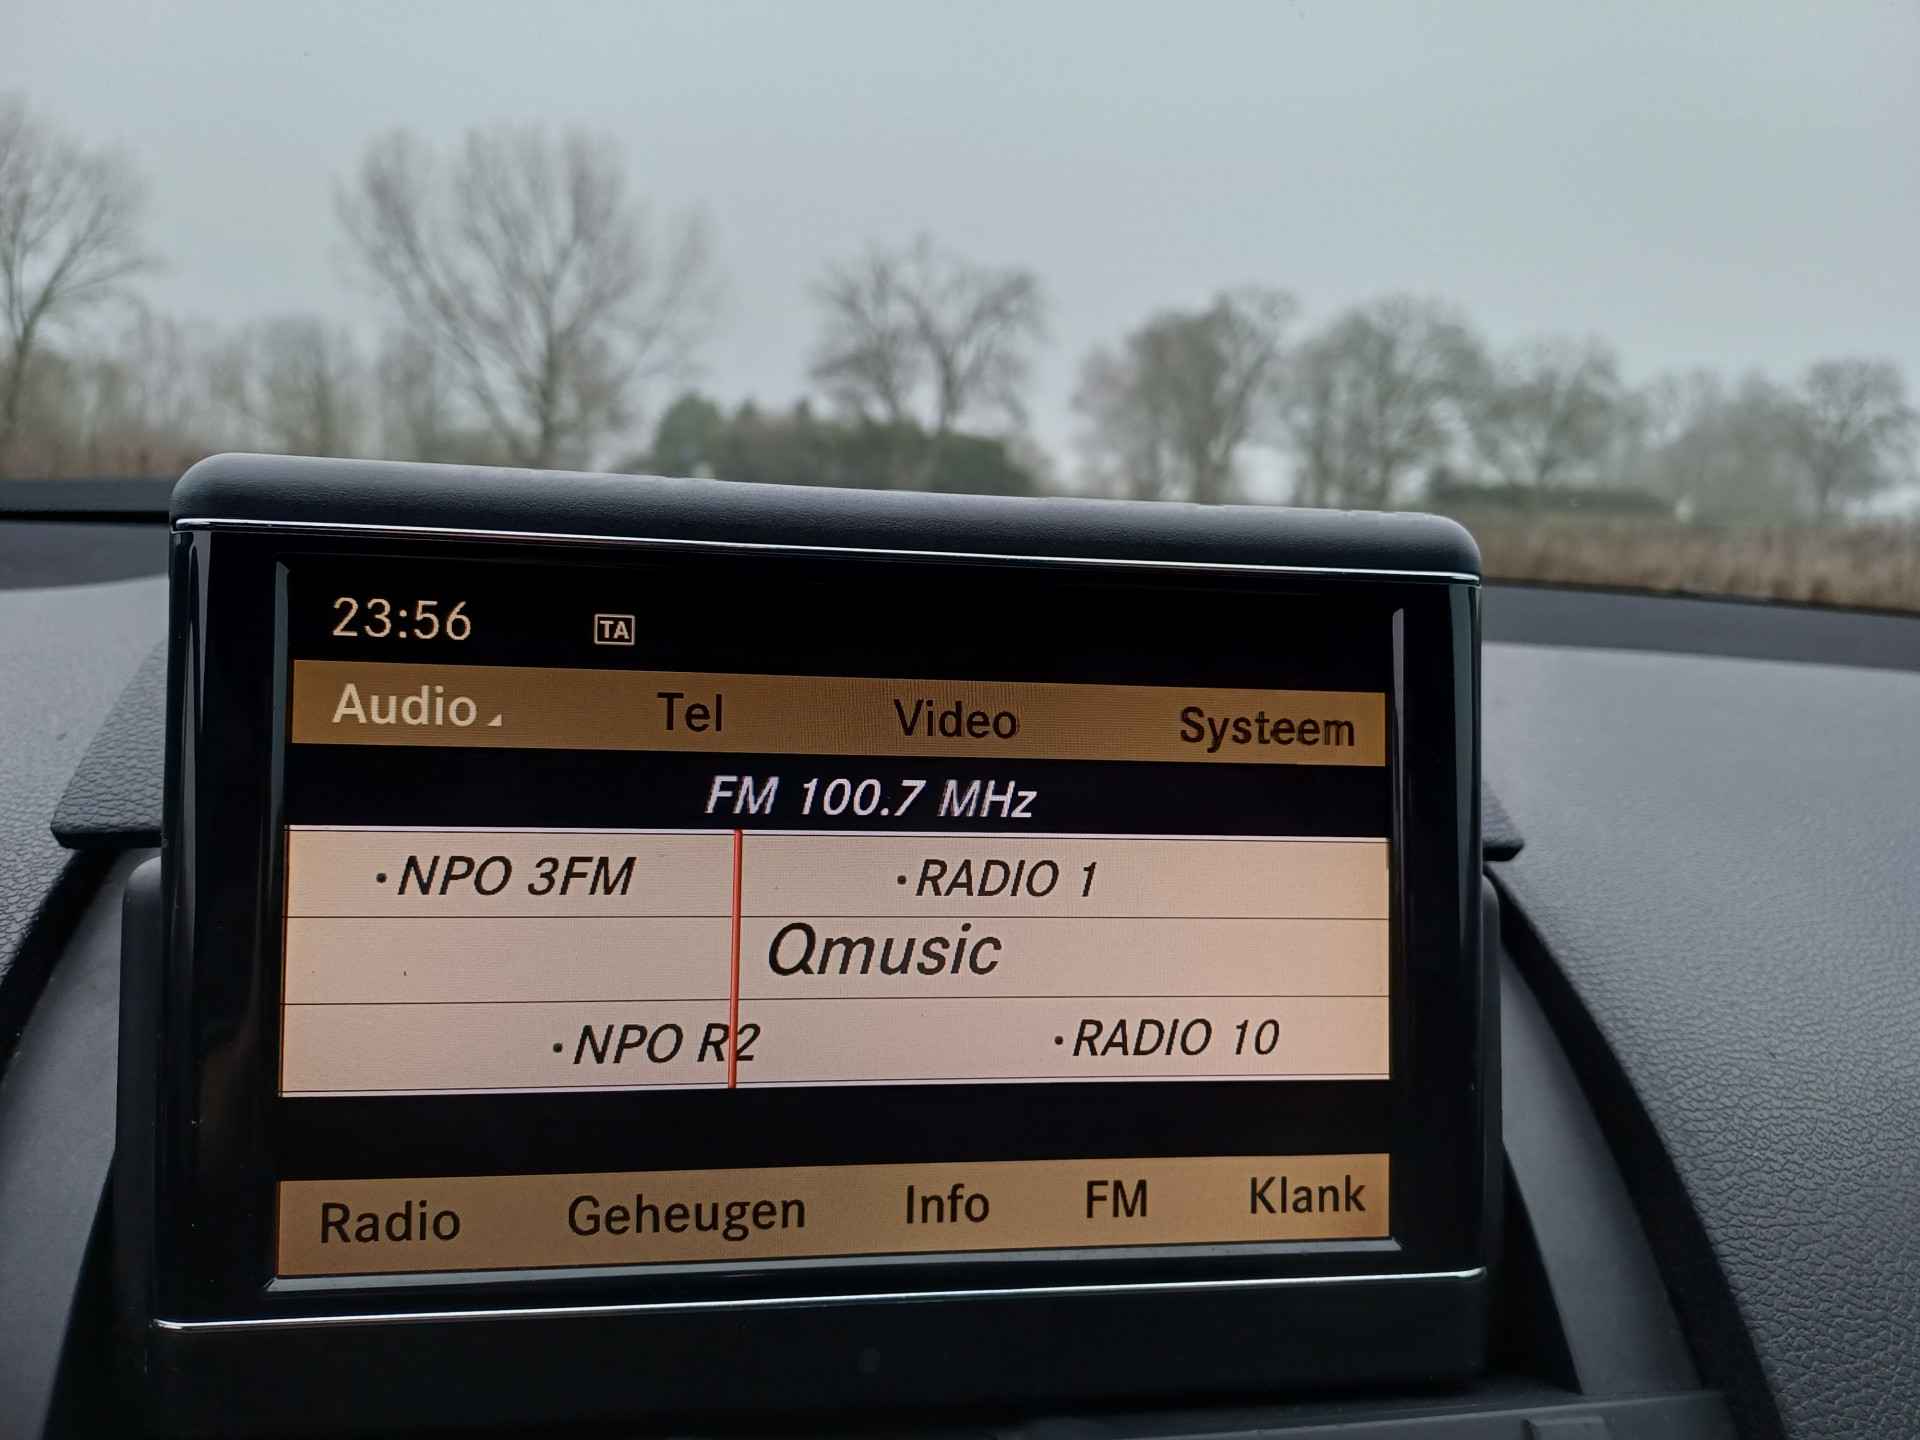 23:56 TA
Audio Tel Video Systeem
FM 100.7 MHz
·NPO 3FM ·RADIO 1
Qmusic
·NPO R2 ·RADIO 10
Radio Geheugen Info FM Klank